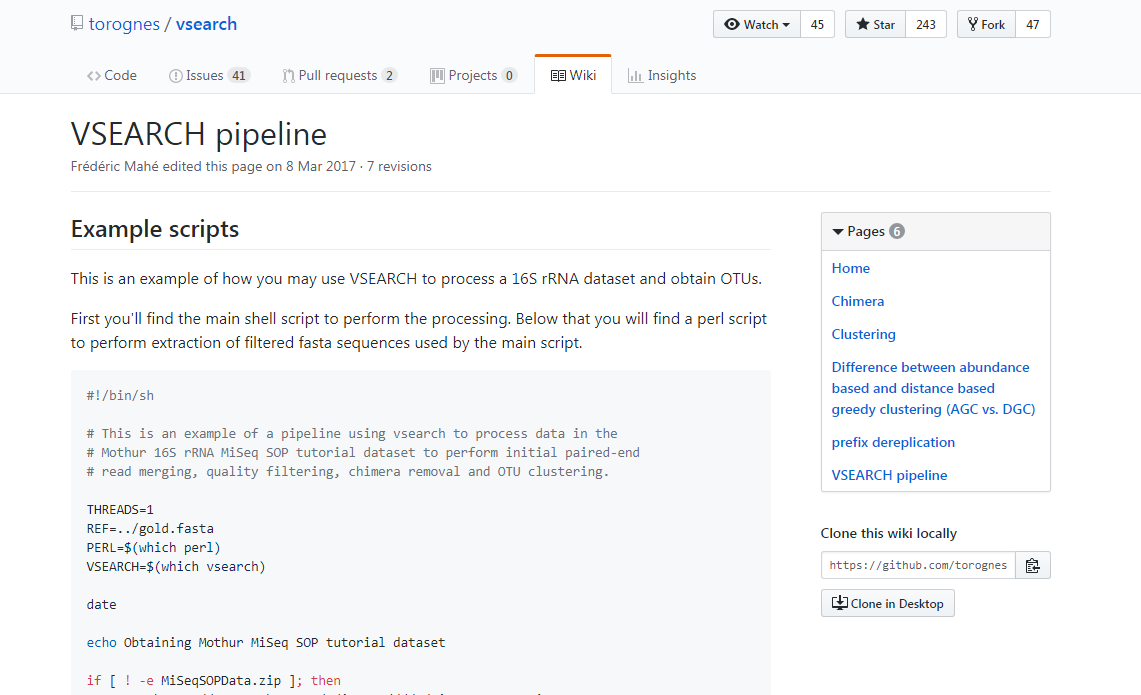 torognes / vsearch
Watch 45 Star 243 Fork 47
Code Issues 41 Pull requests 2 Projects 0 Wiki Insights
VSEARCH pipeline
Frédéric Mahé edited this page on 8 Mar 2017 · 7 revisions
Example scripts
This is an example of how you may use VSEARCH to process a 16S rRNA dataset and obtain OTUs.
First you'll find the main shell script to perform the processing. Below that you will find a perl script
to perform extraction of filtered fasta sequences used by the main script.
#!/bin/sh
# This is an example of a pipeline using vsearch to process data in the
# Mothur 16S rRNA MiSeq SOP tutorial dataset to perform initial paired-end
# read merging, quality filtering, chimera removal and OTU clustering.
THREADS=1
REF=../gold.fasta
PERL=$(which perl)
VSEARCH=$(which vsearch)
date
echo Obtaining Mothur MiSeq SOP tutorial dataset
if [ ! -e MiSeqSOPData.zip ]; then
Pages 6
Home
Chimera
Clustering
Difference between abundance
based and distance based
greedy clustering (AGC vs. DGC)
prefix dereplication
VSEARCH pipeline
Clone this wiki locally
https://github.com/torognes
Clone in Desktop